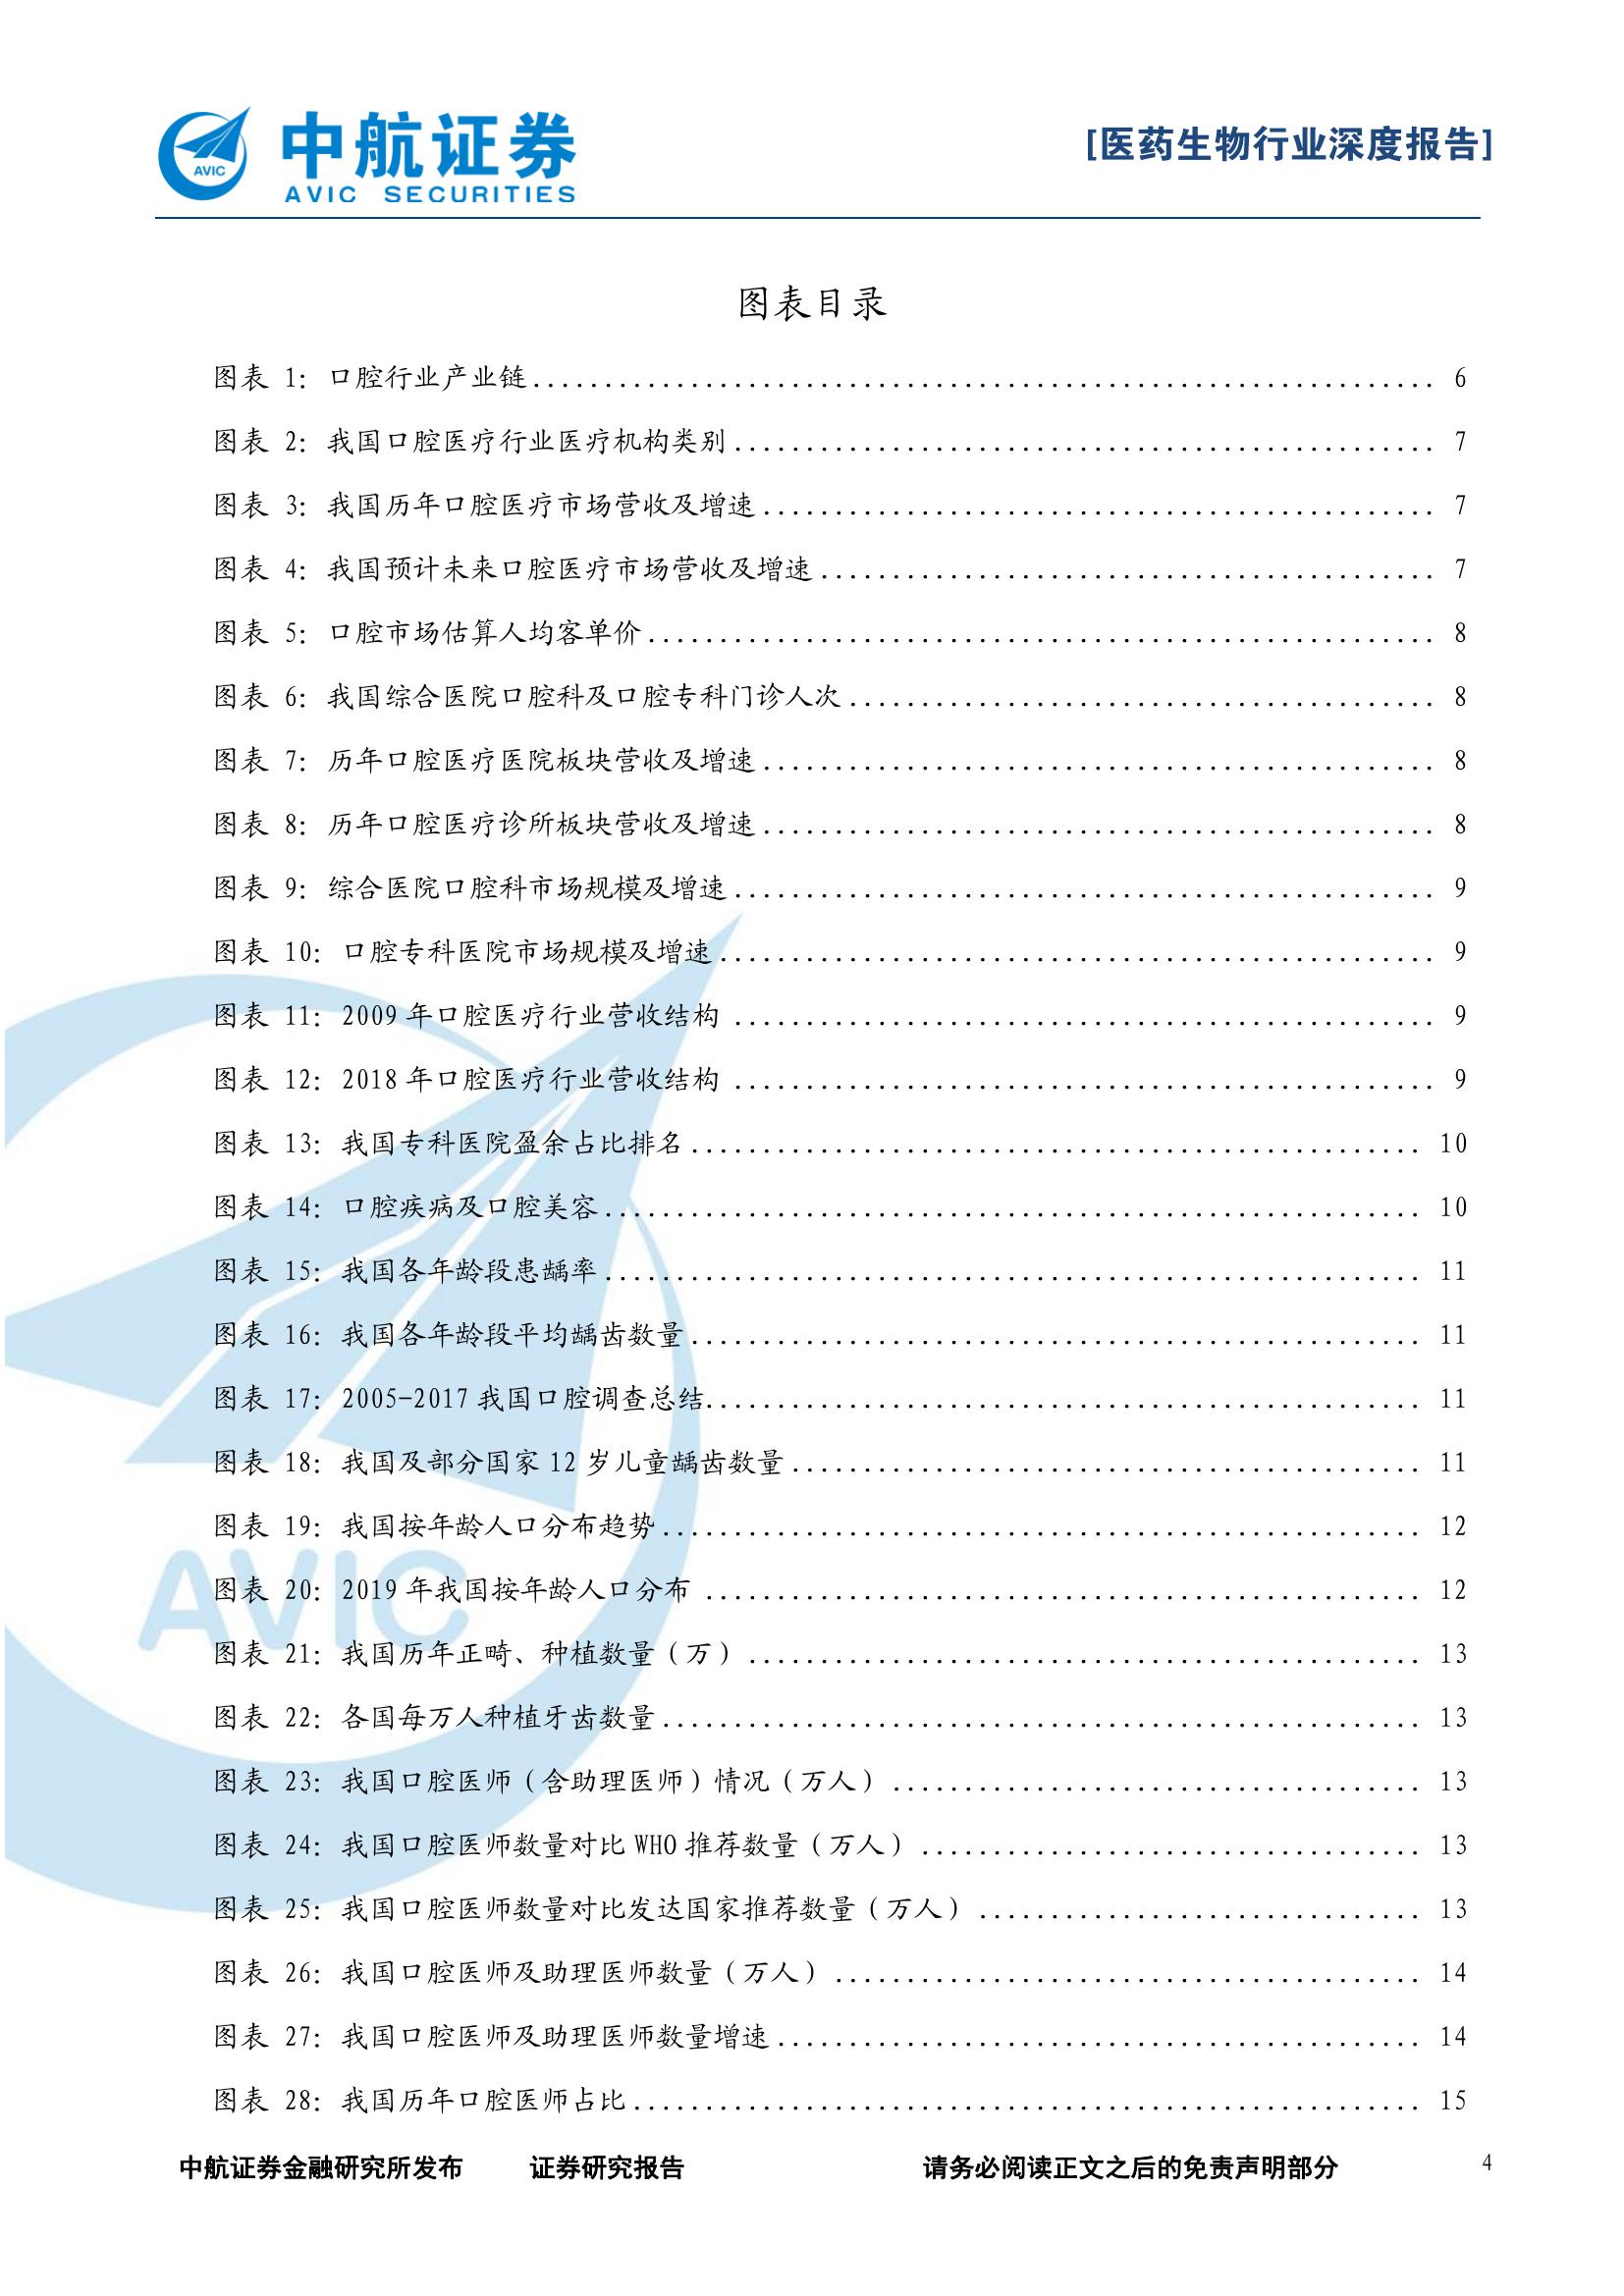 中航证券
AVIC SECURITIES
AVIC
[医药生物行业深度报告]
图表目录
图表 1: 口腔行业产业链............................................................... 6
图表 2: 我国口腔医疗行业医疗机构类别................................................. 7
图表 3: 我国历年口腔医疗市场营收及增速............................................... 7
图表 4: 我国预计未来口腔医疗市场营收及增速........................................... 7
图表 5: 口腔市场估算人均客单价....................................................... 8
图表 6: 我国综合医院口腔科及口腔专科门诊人次......................................... 8
图表 7: 历年口腔医疗医院板块营收及增速............................................... 8
图表 8: 历年口腔医疗诊所板块营收及增速............................................... 8
图表 9: 综合医院口腔科市场规模及增速................................................. 9
图表 10: 口腔专科医院市场规模及增速.................................................. 9
图表 11: 2009 年口腔医疗行业营收结构 ................................................. 9
图表 12: 2018 年口腔医疗行业营收结构 ................................................. 9
图表 13: 我国专科医院盈余占比排名................................................... 10
图表 14: 口腔疾病及口腔美容......................................................... 10
图表 15: 我国各年龄段患龋率......................................................... 11
图表 16: 我国各年龄段平均龋齿数量................................................... 11
图表 17: 2005-2017 我国口腔调查总结.................................................. 11
图表 18: 我国及部分国家 12 岁儿童龋齿数量............................................ 11
图表 19: 我国按年龄人口分布趋势..................................................... 12
图表 20: 2019 年我国按年龄人口分布 .................................................. 12
图表 21: 我国历年正畸、种植数量（万）............................................... 13
图表 22: 各国每万人种植牙齿数量..................................................... 13
图表 23: 我国口腔医师（含助理医师）情况（万人）..................................... 13
图表 24: 我国口腔医师数量对比 WHO 推荐数量（万人）................................... 13
图表 25: 我国口腔医师数量对比发达国家推荐数量（万人）............................... 13
图表 26: 我国口腔医师及助理医师数量（万人）......................................... 14
图表 27: 我国口腔医师及助理医师数量增速............................................. 14
图表 28: 我国历年口腔医师占比....................................................... 15
AVIC
中航证券金融研究所发布 证券研究报告 请务必阅读正文之后的免责声明部分 4